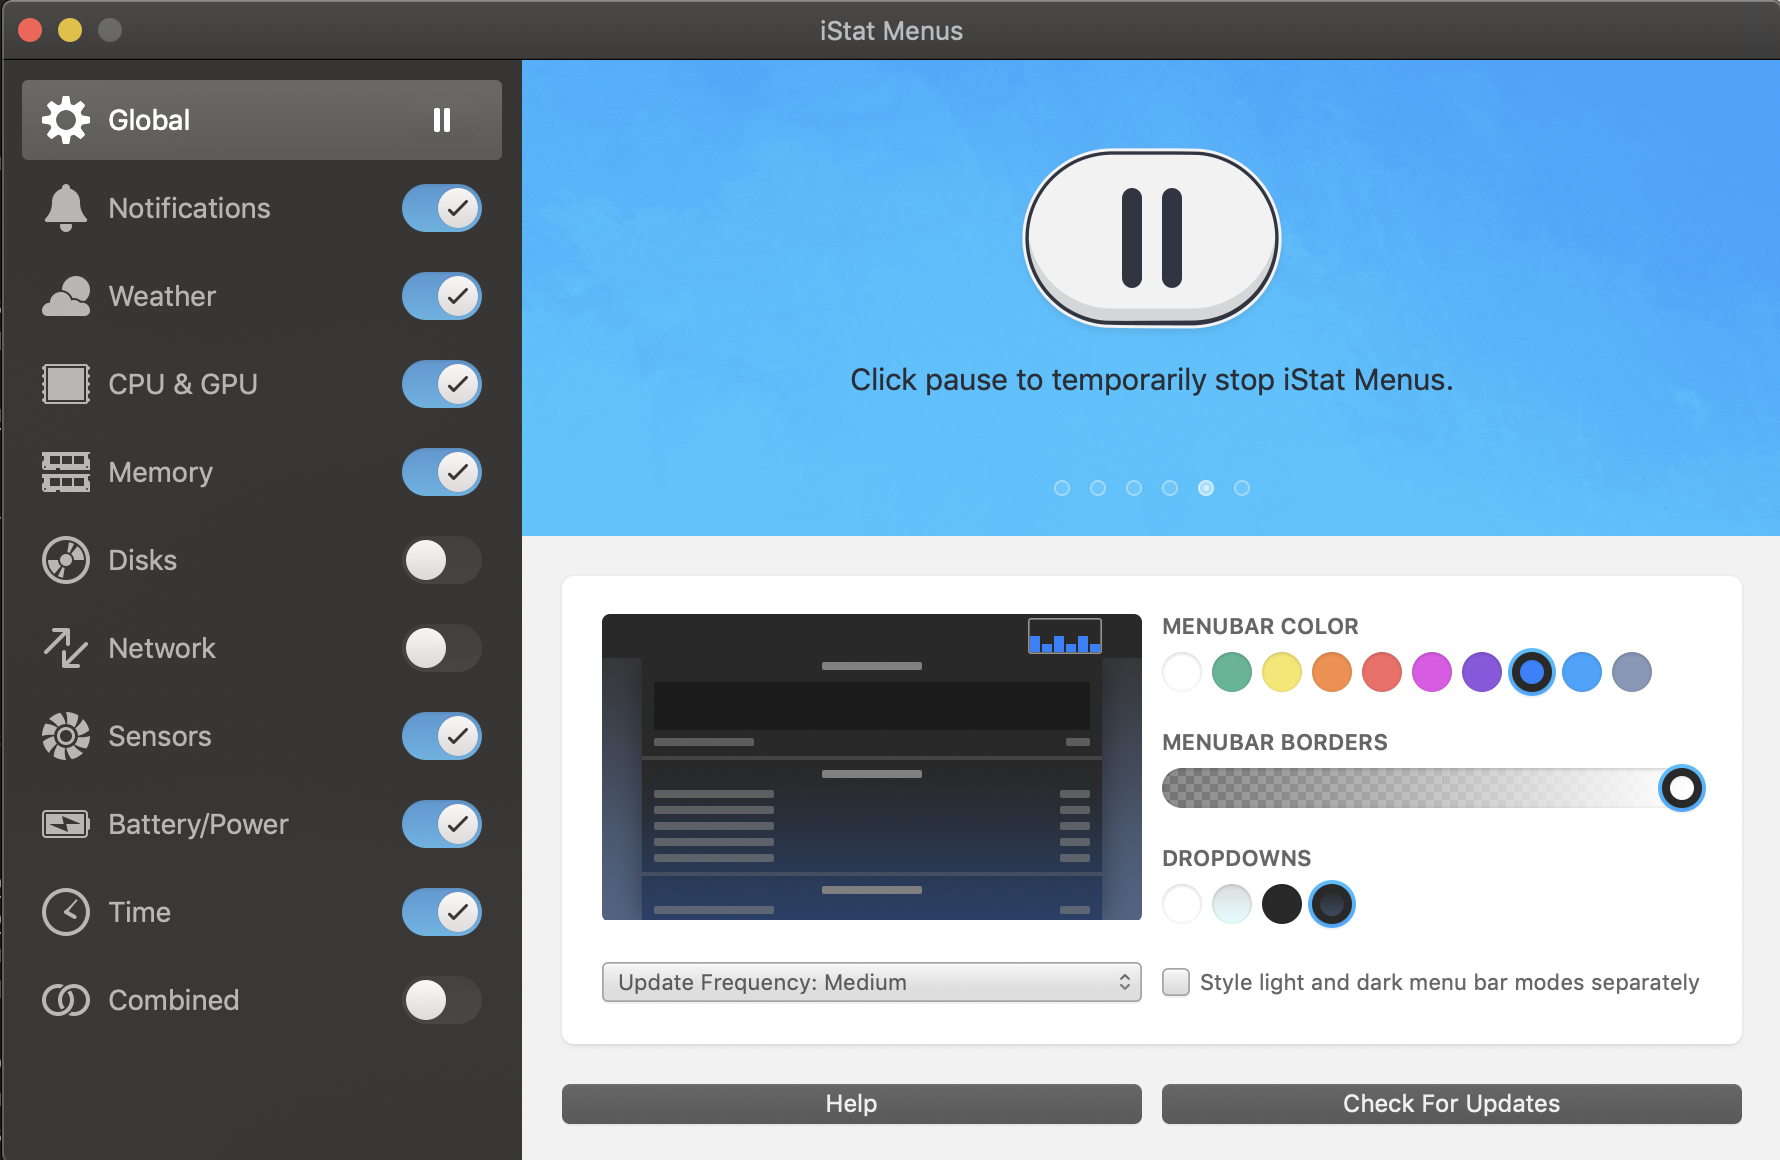 iStat Menus
Global
Notifications
Weather
CPU & GPU
Memory
Disks
Network
Sensors
Battery/Power
Time
Combined
Click pause to temporarily stop iStat Menus.
MENUBAR COLOR
MENUBAR BORDERS
DROPDOWNS
Update Frequency: Medium
Style light and dark menu bar modes separately
Help
Check For Updates